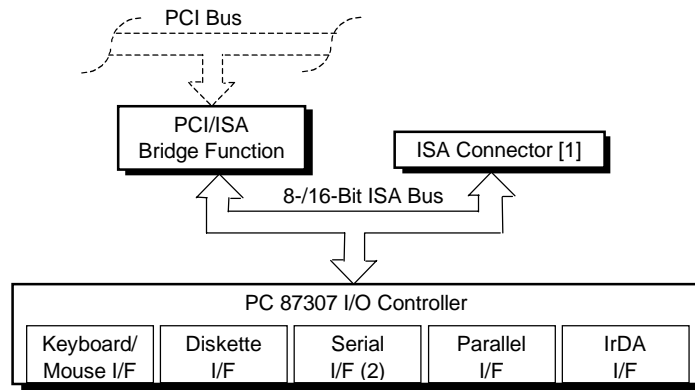 PCI Bus
PCI/ISA
Bridge Function
ISA Connector [1]
8-/16-Bit ISA Bus
PC 87307 I/O Controller
Keyboard/
Mouse I/F
Diskette
I/F
Serial
I/F (2)
Parallel
I/F
IrDA
I/F